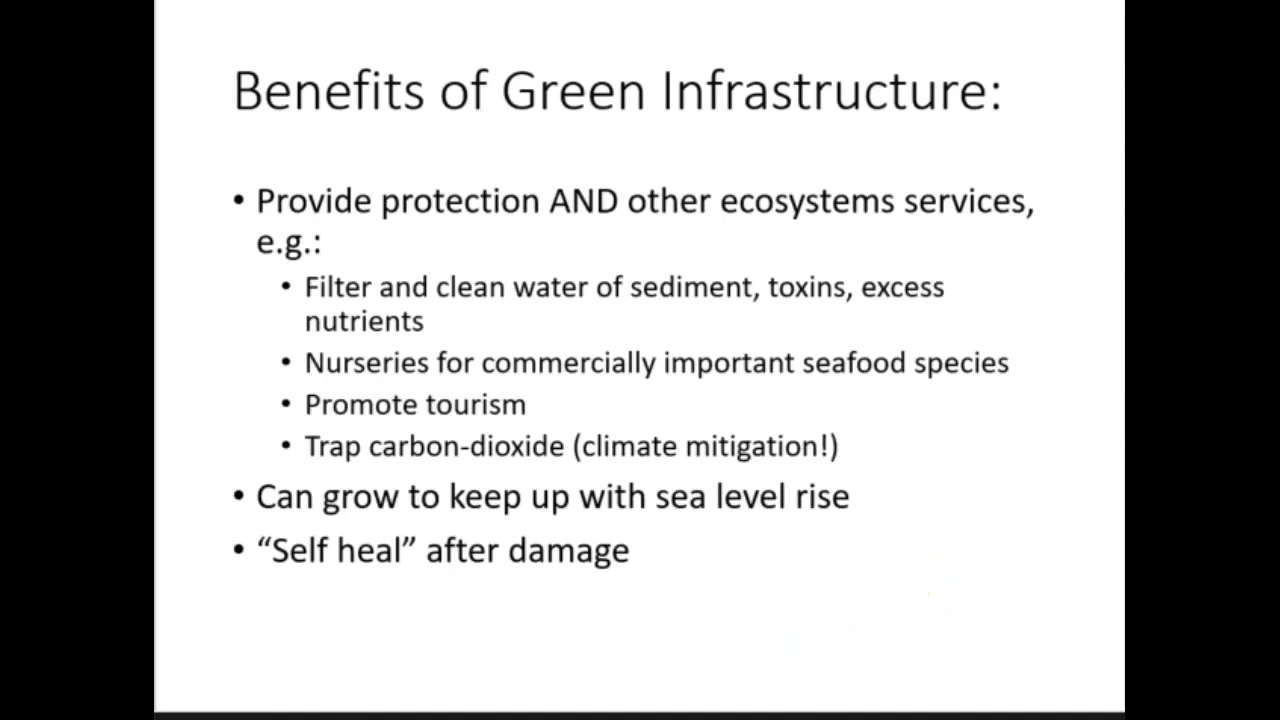 Benefits of Green Infrastructure:
• Provide protection AND other ecosystems services,
e.g.:
• Filter and clean water of sediment, toxins, excess
nutrients
• Nurseries for commercially important seafood species
• Promote tourism
• Trap carbon-dioxide (climate mitigation!)
• Can grow to keep up with sea level rise
• “Self heal” after damage